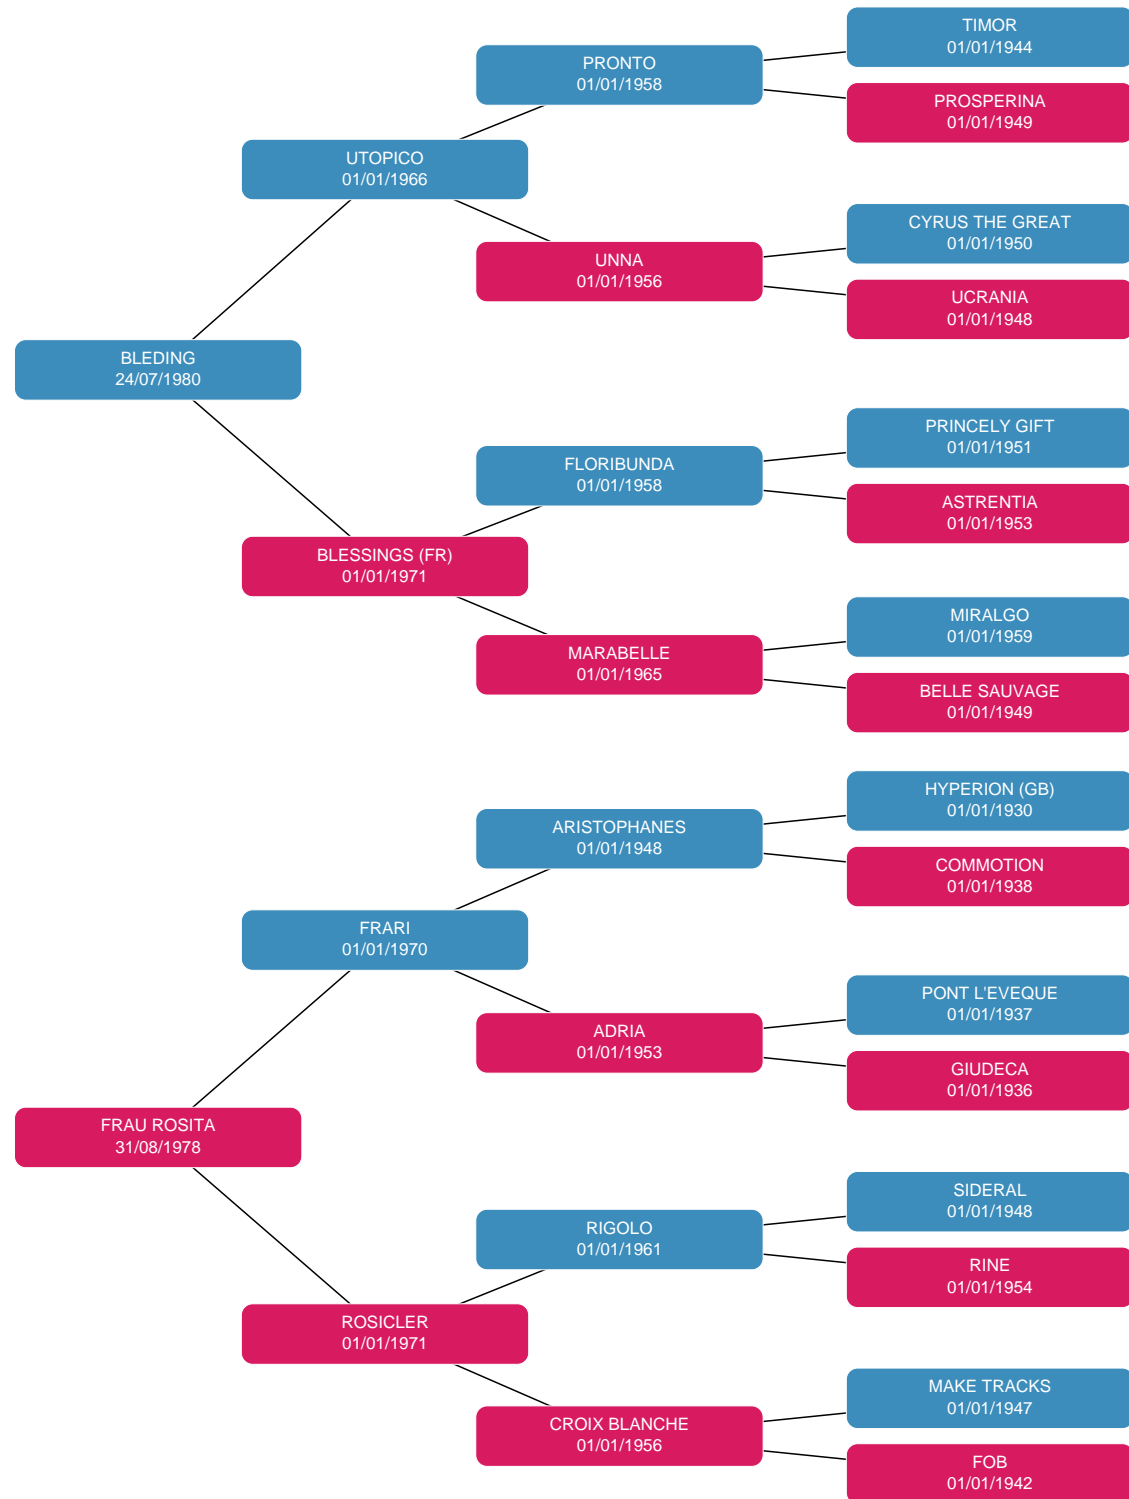 TIMOR
01/01/1944
PRONTO
01/01/1958
PROSPERINA
01/01/1949
UTOPICO
01/01/1966
CYRUS THE GREAT
01/01/1950
UNNA
01/01/1956
UCRANIA
01/01/1948
BLEDING
24/07/1980
PRINCELY GIFT
01/01/1951
FLORIBUNDA
01/01/1958
ASTRENTIA
01/01/1953
BLESSINGS (FR)
01/01/1971
MIRALGO
01/01/1959
MARABELLE
01/01/1965
BELLE SAUVAGE
01/01/1949
HYPERION (GB)
01/01/1930
ARISTOPHANES
01/01/1948
COMMOTION
01/01/1938
FRARI
01/01/1970
PONT L'EVEQUE
01/01/1937
ADRIA
01/01/1953
GIUDECA
01/01/1936
FRAU ROSITA
31/08/1978
SIDERAL
01/01/1948
RIGOLO
01/01/1961
RINE
01/01/1954
ROSICLER
01/01/1971
MAKE TRACKS
01/01/1947
CROIX BLANCHE
01/01/1956
FOB
01/01/1942